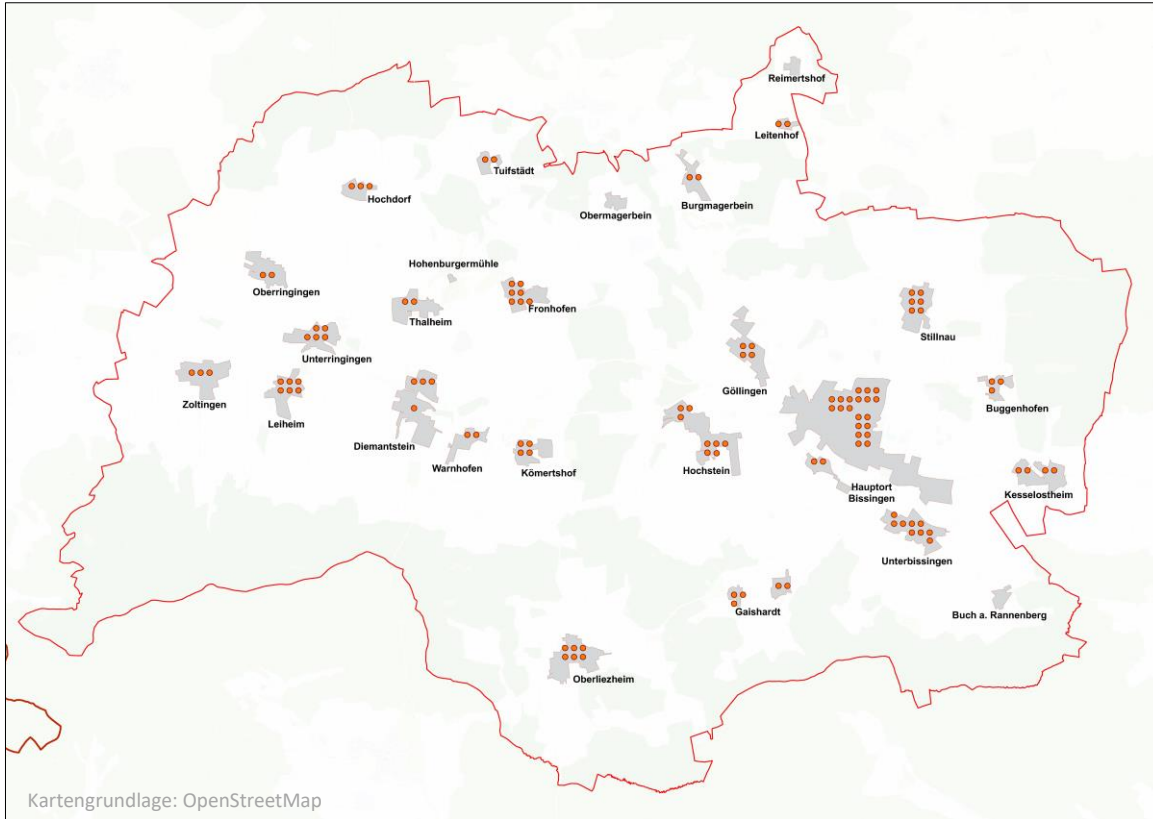 Reimertshof
Leitenhof
Tuifstädt
Hochdorf
Obermagerbein
Burgmagerbein
Hohenburgermühle
Oberringingen
Thalheim
Fronhofen
Stillnau
Unterringingen
Göllingen
Zoltingen
Leiheim
Buggenhofen
Diemantstein
Warnhofen
Kömertshof
Hochstein
Hauptort
Bissingen
Kesselostheim
Unterbissingen
Gaishardt
Buch a. Rannenberg
Oberliezheim
Kartengrundlage: OpenStreetMap